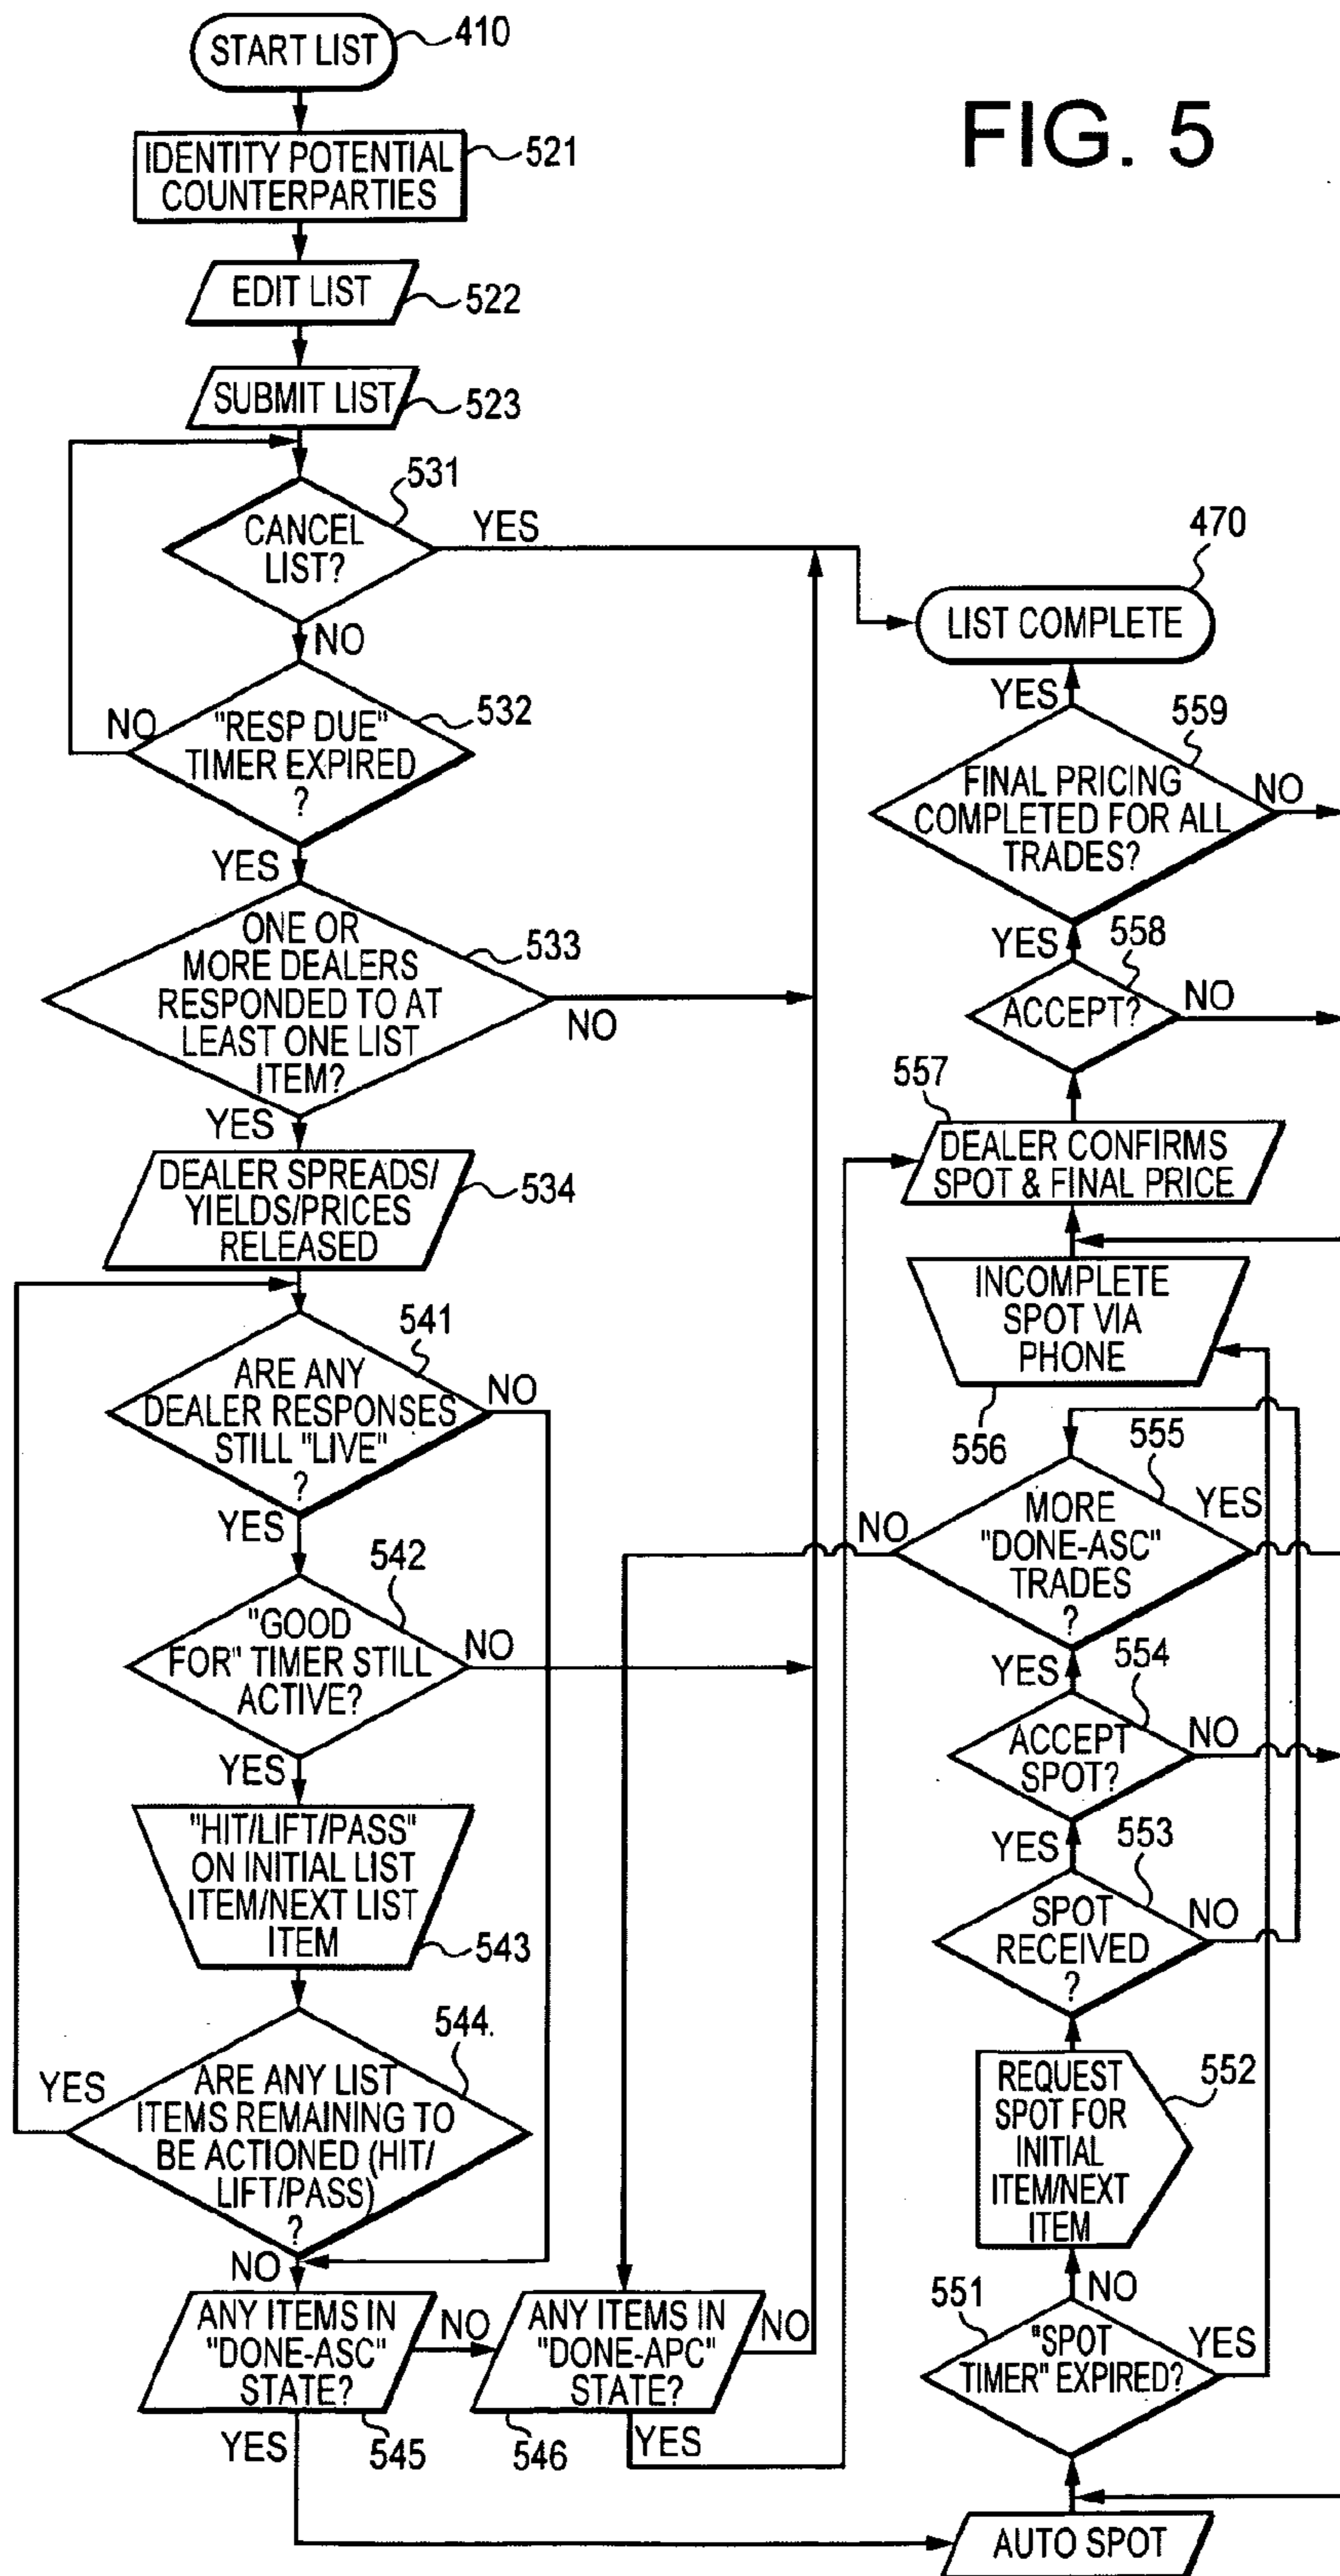 FIG. 5
START LIST
410
IDENTITY POTENTIAL
COUNTERPARTIES
521
EDIT LIST
522
SUBMIT LIST
523
CANCEL
LIST?
531
YES
NO
"RESP DUE"
TIMER EXPIRED
?
532
NO
YES
ONE OR
MORE DEALERS
RESPONDED TO AT
LEAST ONE LIST
ITEM?
533
NO
YES
DEALER SPREADS/
YIELDS/PRICES
RELEASED
534
ARE ANY
DEALER RESPONSES
STILL "LIVE"
?
541
NO
YES
"GOOD
FOR" TIMER STILL
ACTIVE?
542
NO
YES
"HIT/LIFT/PASS"
ON INITIAL LIST
ITEM/NEXT LIST
ITEM
543
ARE ANY LIST
ITEMS REMAINING TO
BE ACTIONED (HIT/
LIFT/PASS)
?
544.
YES
NO
ANY ITEMS IN
"DONE-ASC"
STATE?
545
NO
YES
ANY ITEMS IN
"DONE-APC"
STATE?
546
NO
YES
470
LIST COMPLETE
YES
559
FINAL PRICING
COMPLETED FOR ALL
TRADES?
NO
YES
558
ACCEPT?
NO
557
DEALER CONFIRMS
SPOT & FINAL PRICE
INCOMPLETE
SPOT VIA
PHONE
556
555
MORE
"DONE-ASC"
TRADES
?
NO
YES
YES
554
ACCEPT
SPOT?
NO
YES
553
SPOT
RECEIVED
?
NO
REQUEST
SPOT FOR
INITIAL
ITEM/NEXT
ITEM
552
NO
551
"SPOT
TIMER" EXPIRED?
YES
AUTO SPOT